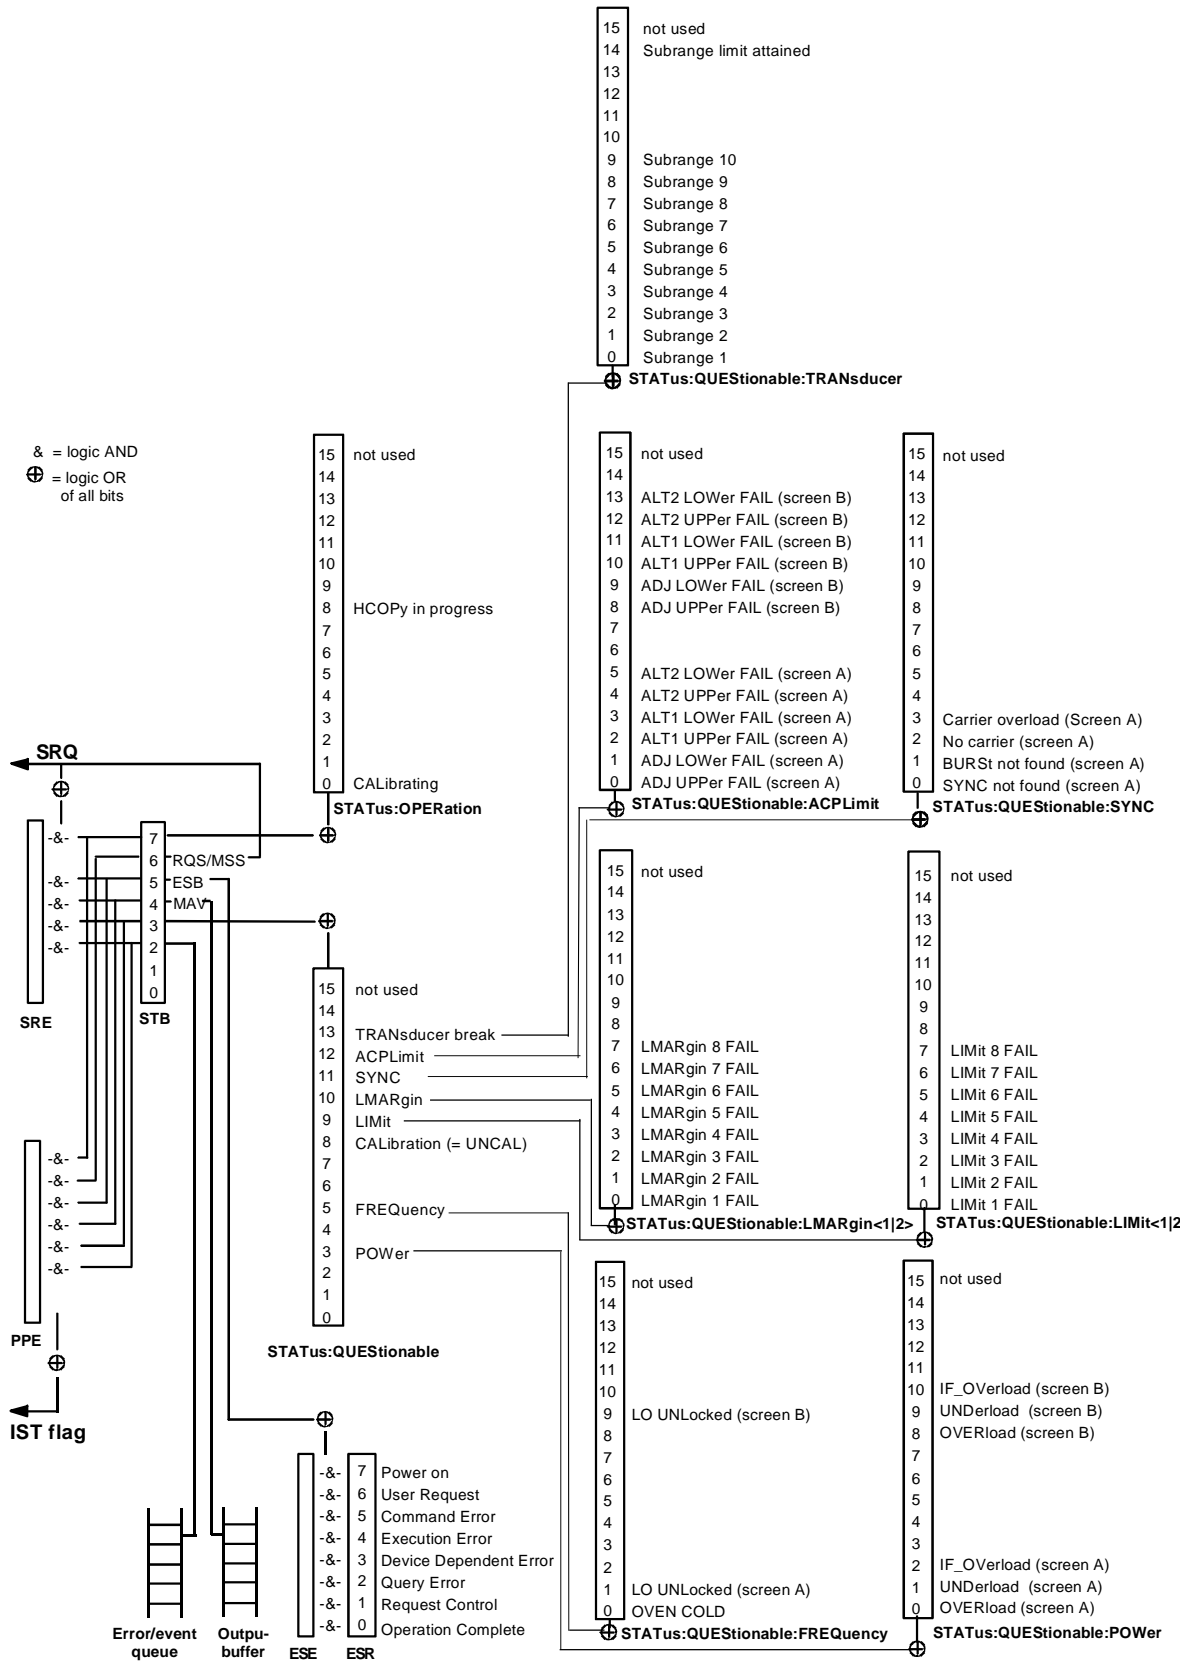 15 not used
14 Subrange limit attained
13
12
11
10
9 Subrange 10
8 Subrange 9
7 Subrange 8
6 Subrange 7
5 Subrange 6
4 Subrange 5
3 Subrange 4
2 Subrange 3
1 Subrange 2
0 Subrange 1
STATus:QUEStionable:TRANsducer
& = logic AND
⊕ = logic OR
of all bits
15 not used
14
13
12
11
10
9
8 HCOPy in progress
7
6
5
4
3
2
1
0 CALibrating
STATus:OPERation
15 not used
14
13 ALT2 LOWer FAIL (screen B)
12 ALT2 UPPer FAIL (screen B)
11 ALT1 LOWer FAIL (screen B)
10 ALT1 UPPer FAIL (screen B)
9 ADJ LOWer FAIL (screen B)
8 ADJ UPPer FAIL (screen B)
7
6
5 ALT2 LOWer FAIL (screen A)
4 ALT2 UPPer FAIL (screen A)
3 ALT1 LOWer FAIL (screen A)
2 ALT1 UPPer FAIL (screen A)
1 ADJ LOWer FAIL (screen A)
0 ADJ UPPer FAIL (screen A)
STATus:QUEStionable:ACPLimit
15 not used
14
13
12
11
10
9
8
7
6
5
4
3 Carrier overload (Screen A)
2 No carrier (screen A)
1 BURSt not found (screen A)
0 SYNC not found (screen A)
STATus:QUEStionable:SYNC
SRQ
-&-
-&-
-&-
-&-
-&-
SRE
7
6 RQS/MSS
5 ESB
4 MAV
3
2
1
0
STB
15 not used
14
13 TRANsducer break
12 ACPLimit
11 SYNC
10 LMARgin
9 LIMit
8 CALibration (= UNCAL)
7
6
5 FREQuency
4
3 POWer
2
1
0
STATus:QUEStionable
15 not used
14
13
12
11
10
9
8
7 LMARgin 8 FAIL
6 LMARgin 7 FAIL
5 LMARgin 6 FAIL
4 LMARgin 5 FAIL
3 LMARgin 4 FAIL
2 LMARgin 3 FAIL
1 LMARgin 2 FAIL
0 LMARgin 1 FAIL
STATus:QUEStionable:LMARgin<1|2>
15 not used
14
13
12
11
10
9
8
7 LIMit 8 FAIL
6 LIMit 7 FAIL
5 LIMit 6 FAIL
4 LIMit 5 FAIL
3 LIMit 4 FAIL
2 LIMit 3 FAIL
1 LIMit 2 FAIL
0 LIMit 1 FAIL
STATus:QUEStionable:LIMit<1|2
-&-
-&-
-&-
-&-
-&-
-&-
PPE
IST flag
15 not used
14
13
12
11
10
9 LO UNLocked (screen B)
8
7
6
5
4
3
2
1 LO UNLocked (screen A)
0 OVEN COLD
STATus:QUEStionable:FREQuency
15 not used
14
13
12
11
10 IF_OVerload (screen B)
9 UNDerload (screen B)
8 OVERload (screen B)
7
6
5
4
3
2 IF_OVerload (screen A)
1 UNDerload (screen A)
0 OVERload (screen A)
STATus:QUEStionable:POWer
-&- 7 Power on
-&- 6 User Request
-&- 5 Command Error
-&- 4 Execution Error
-&- 3 Device Dependent Error
-&- 2 Query Error
-&- 1 Request Control
-&- 0 Operation Complete
ESE ESR
Error/event
queue
Outpu-
buffer